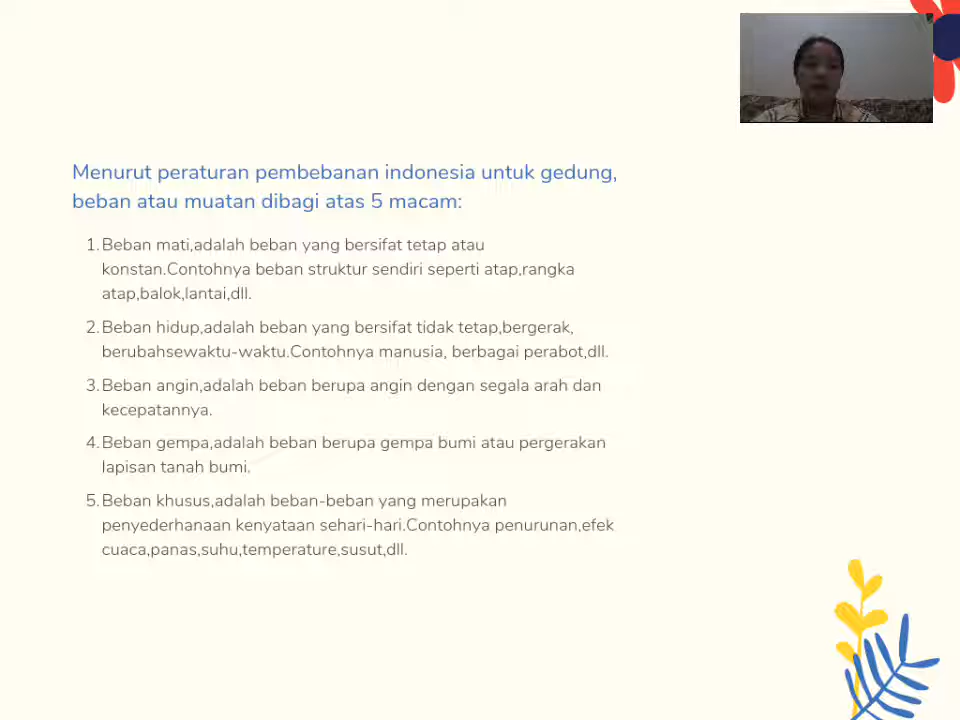 Menurut peraturan pembebanan indonesia untuk gedung,
beban atau muatan dibagi atas 5 macam:
1. Beban mati,adalah beban yang bersifat tetap atau
konstan.Contohnya beban struktur sendiri seperti atap,rangka
atap,balok,lantai,dll.
2. Beban hidup,adalah beban yang bersifat tidak tetap,bergerak,
berubahsewaktu-waktu.Contohnya manusia, berbagai perabot,dll.
3. Beban angin,adalah beban berupa angin dengan segala arah dan
kecepatannya.
4. Beban gempa,adalah beban berupa gempa bumi atau pergerakan
lapisan tanah bumi.
5. Beban khusus,adalah beban-beban yang merupakan
penyederhanaan kenyataan sehari-hari.Contohnya penurunan,efek
cuaca,panas,suhu,temperature,susut,dll.